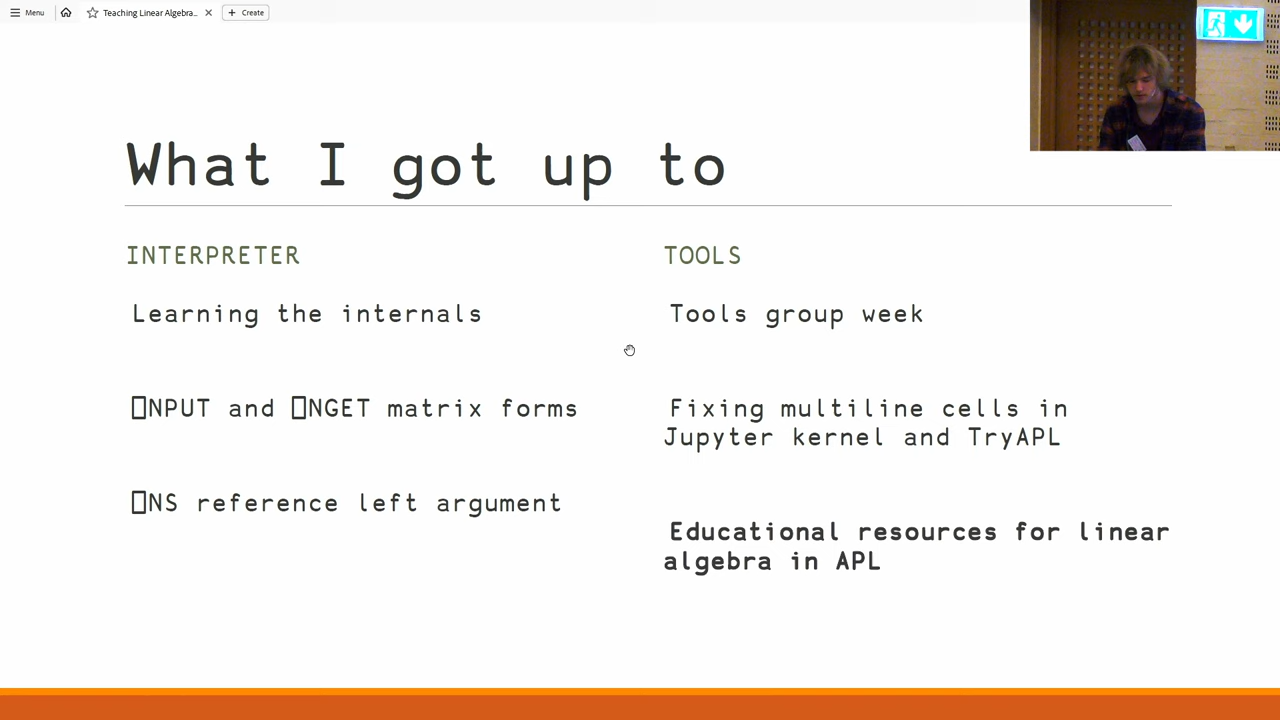 Menu
Teaching Linear Algebra...
Create
What I got up to
INTERPRETER
Learning the internals
⎕NPUT and ⎕NGET matrix forms
⎕NS reference left argument
TOOLS
Tools group week
Fixing multiline cells in
Jupyter kernel and TryAPL
Educational resources for linear
algebra in APL